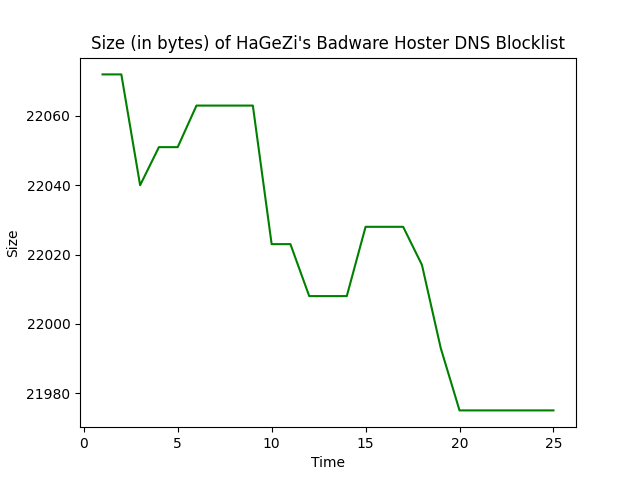 Size (in bytes) of HaGeZi's Badware Hoster DNS Blocklist
22060
22040
22020
22000
21980
Size
0 5 10 15 20 25
Time